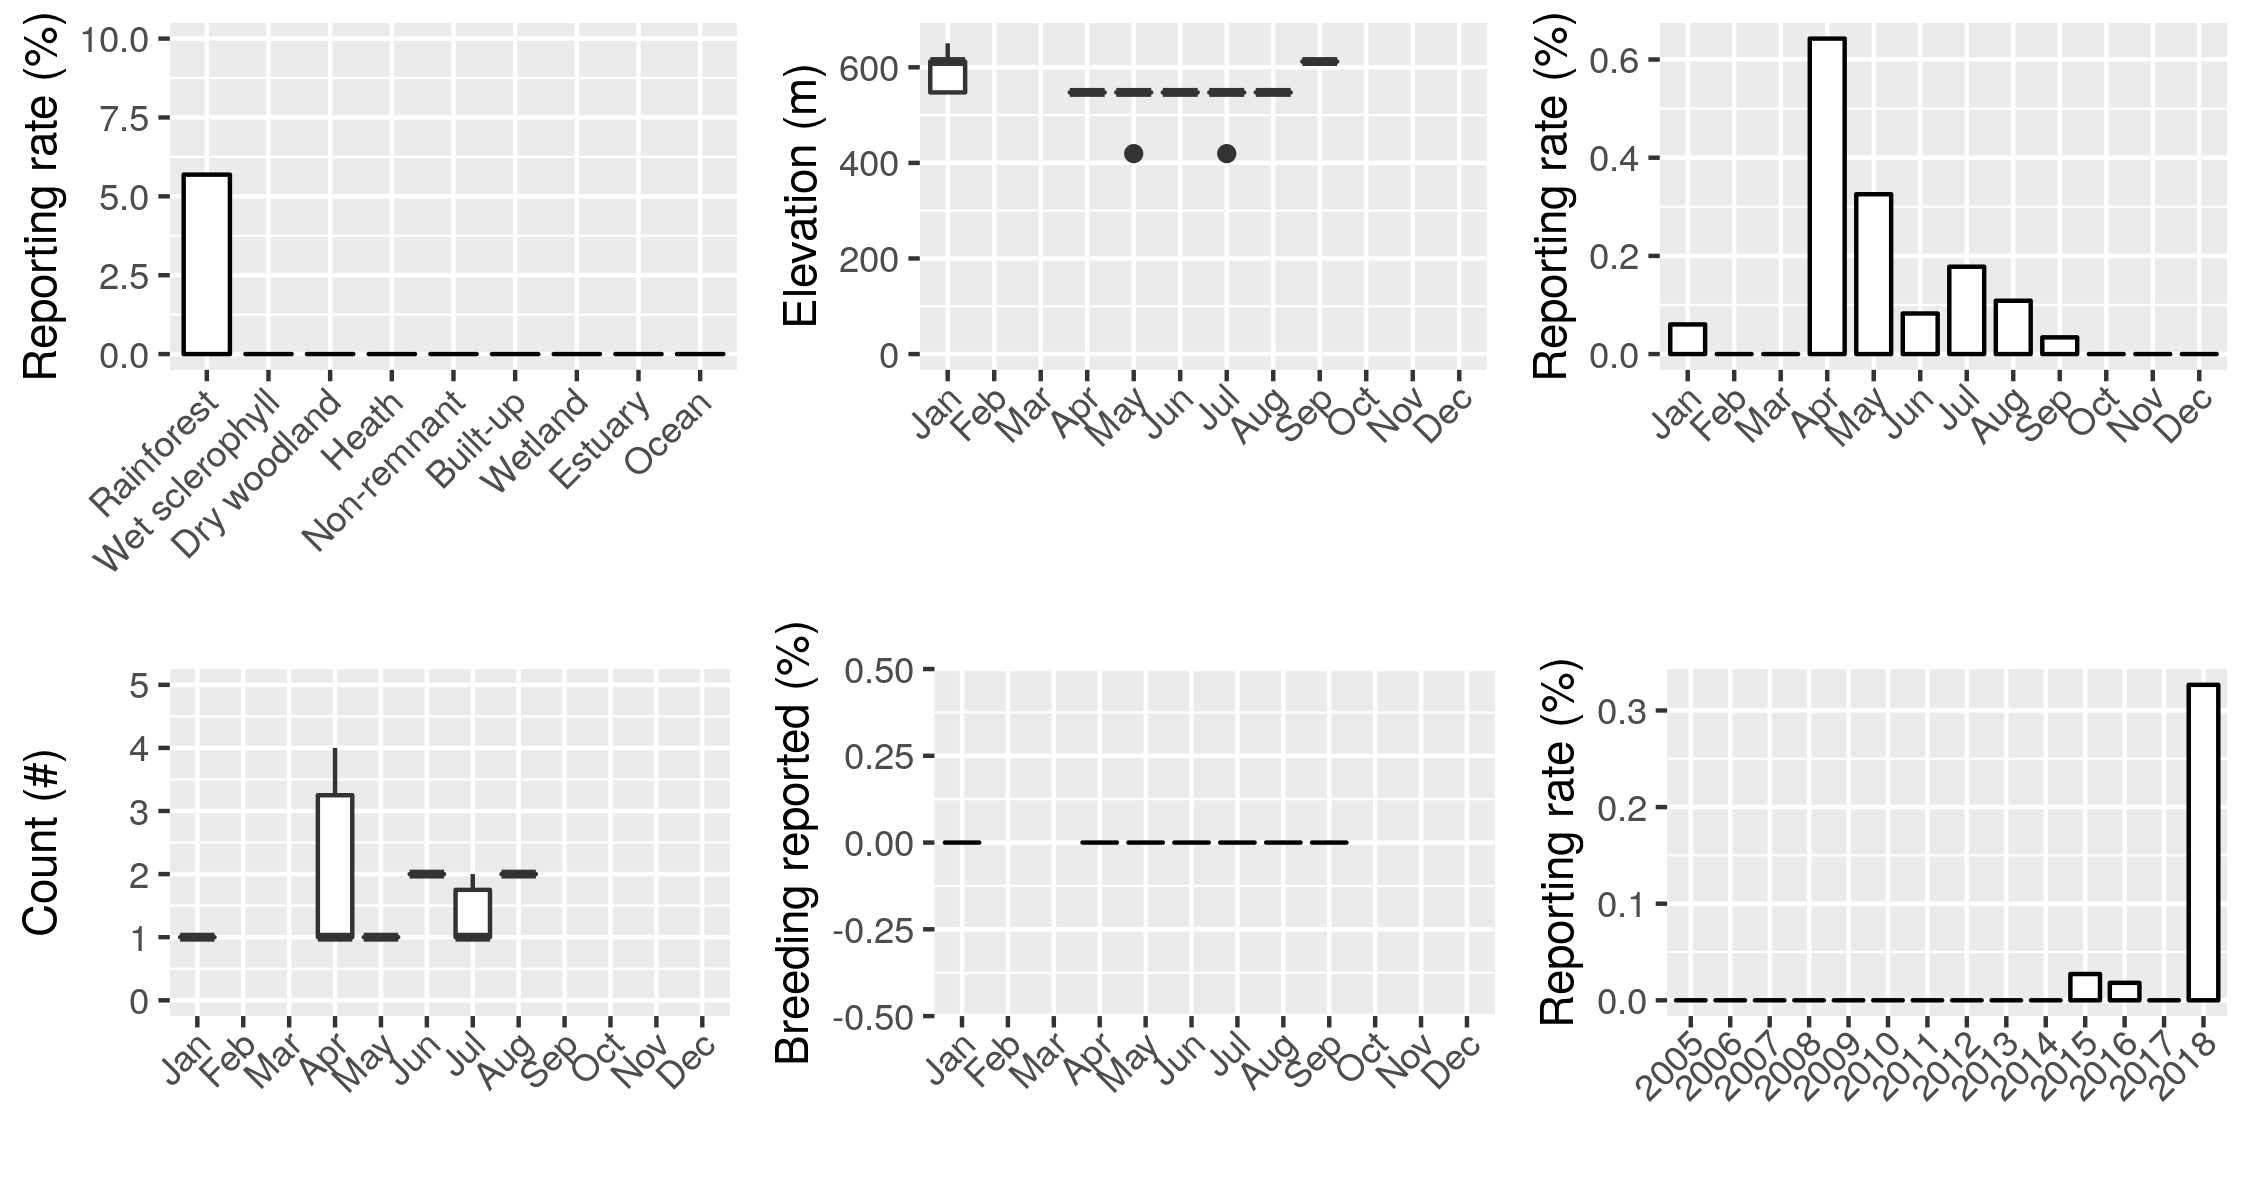 Reporting rate (%)
10.0
7.5
5.0
2.5
0.0
Rainforest
Wet sclerophyll
Dry woodland
Heath
Non-remnant
Built-up
Wetland
Estuary
Ocean
Elevation (m)
600
400
200
0
Jan
Feb
Mar
Apr
May
Jun
Jul
Aug
Sep
Oct
Nov
Dec
Reporting rate (%)
0.6
0.4
0.2
0.0
Jan
Feb
Mar
Apr
May
Jun
Jul
Aug
Sep
Oct
Nov
Dec
Count (#)
5
4
3
2
1
0
Jan
Feb
Mar
Apr
May
Jun
Jul
Aug
Sep
Oct
Nov
Dec
Breeding reported (%)
0.50
0.25
0.00
-0.25
-0.50
Jan
Feb
Mar
Apr
May
Jun
Jul
Aug
Sep
Oct
Nov
Dec
Reporting rate (%)
0.3
0.2
0.1
0.0
2005
2006
2007
2008
2009
2010
2011
2012
2013
2014
2015
2016
2017
2018